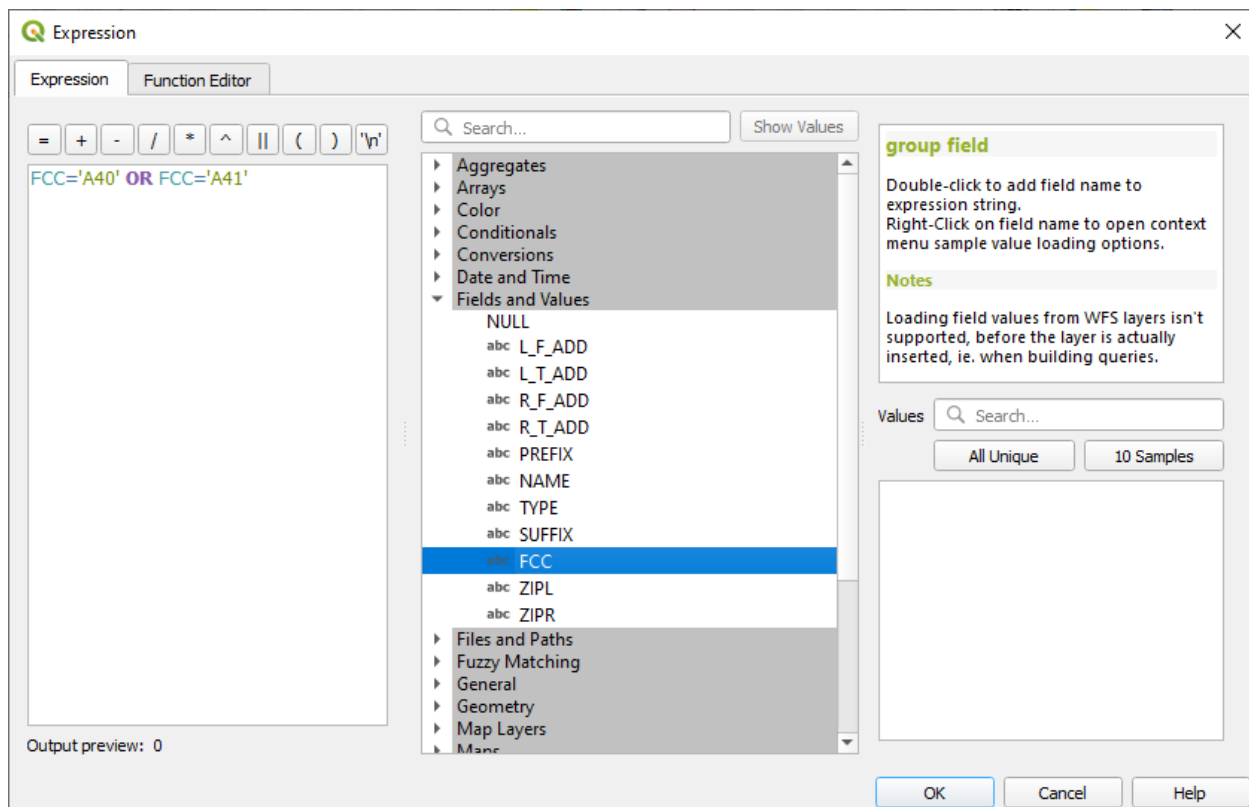 Expression
Expression
Function Editor
= + - / * ^ || ( ) '\n'
FCC='A40' OR FCC='A41'
Output preview: 0
Search...
Show Values
Aggregates
Arrays
Color
Conditionals
Conversions
Date and Time
Fields and Values
NULL
abc L_F_ADD
abc L_T_ADD
abc R_F_ADD
abc R_T_ADD
abc PREFIX
abc NAME
abc TYPE
abc SUFFIX
abc FCC
abc ZIPL
abc ZIPR
Files and Paths
Fuzzy Matching
General
Geometry
Map Layers
Maps
group field
Double-click to add field name to
expression string.
Right-Click on field name to open context
menu sample value loading options.
Notes
Loading field values from WFS layers isn't
supported, before the layer is actually
inserted, ie. when building queries.
Values
Search...
All Unique
10 Samples
OK
Cancel
Help